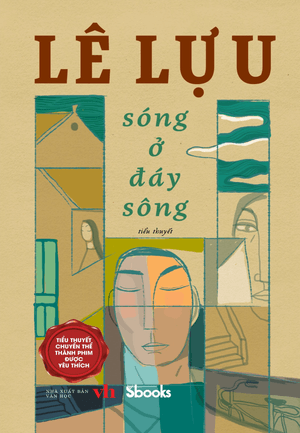 LÊ LỰU
sóng
ở
đáy
sông
tiểu thuyết
TIỂU THUYẾT
CHUYỂN THỂ
THÀNH PHIM
ĐƯỢC
YÊU THÍCH
NHÀ XUẤT BẢN
VĂN HỌC
vh
Sbooks